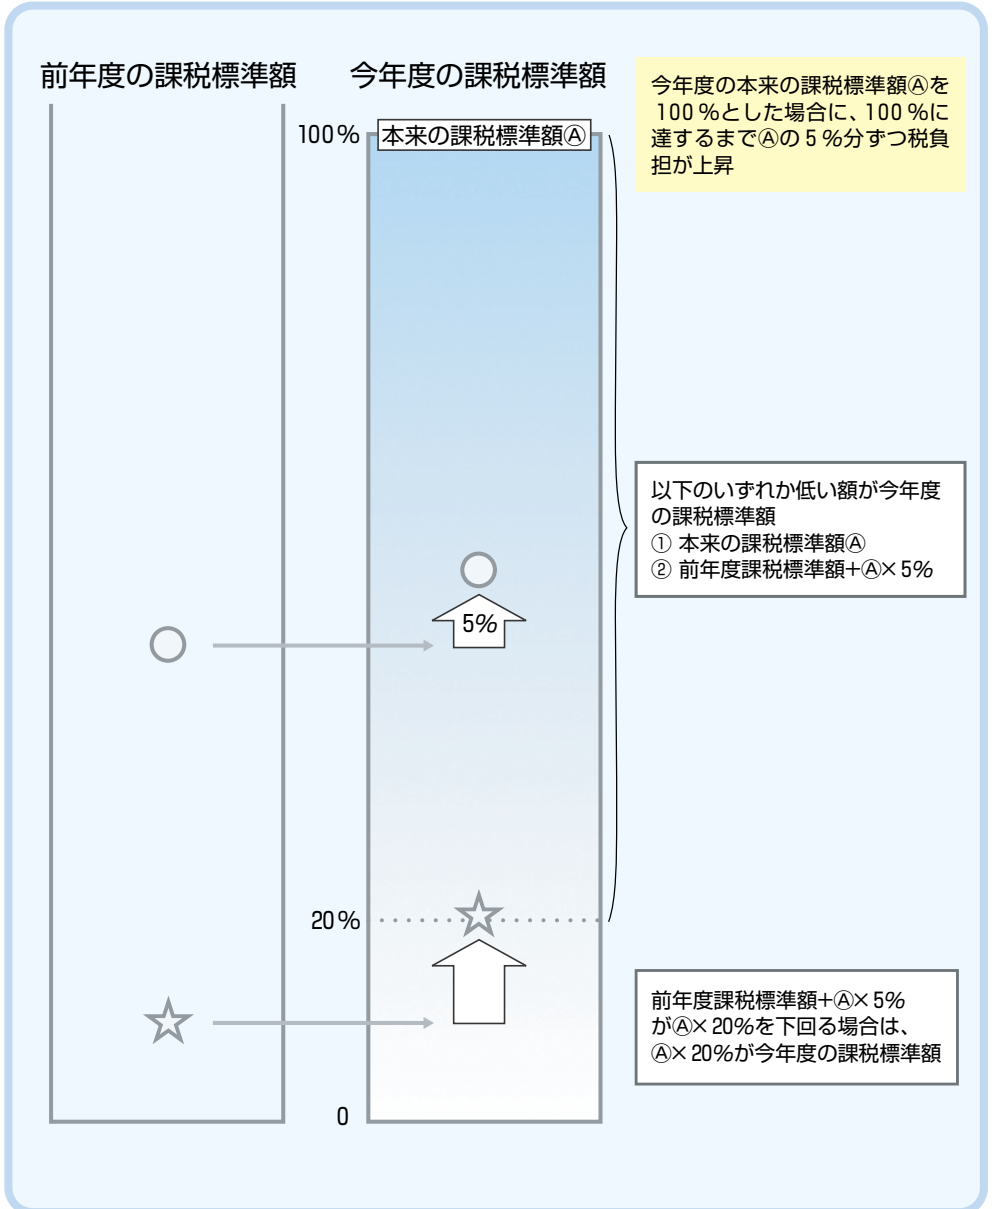 前年度の課税標準額
今年度の課税標準額
今年度の本来の課税標準額Ⓐを
100%とした場合に、100%に
達するまでⒶの5%分ずつ税負
担が上昇
100%
本来の課税標準額Ⓐ
以下のいずれか低い額が今年度
の課税標準額
① 本来の課税標準額Ⓐ
② 前年度課税標準額+Ⓐ×5%
5%
20%
前年度課税標準額+Ⓐ×5%
がⒶ×20%を下回る場合は、
Ⓐ×20%が今年度の課税標準額
0